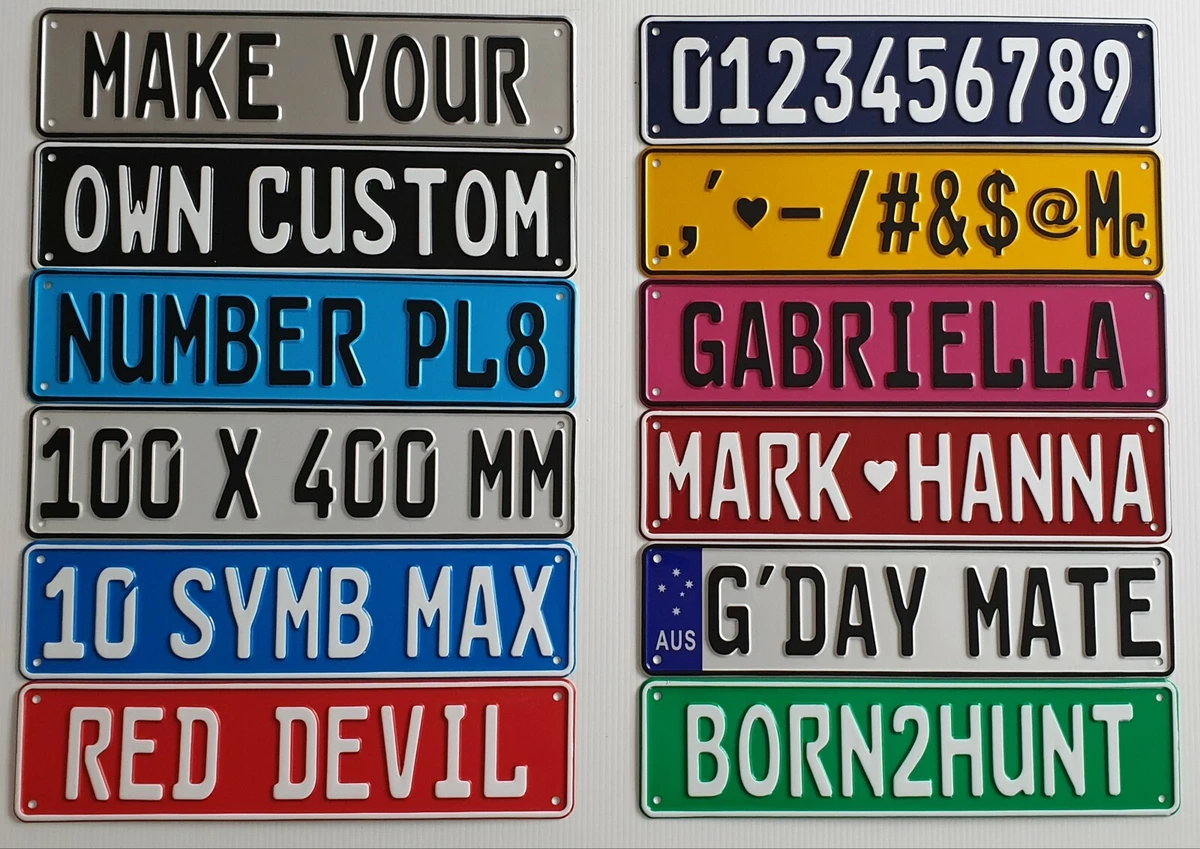 MAKE YOUR
OWN CUSTOM
NUMBER PL8
100 X 400 MM
10 SYMB MAX
RED DEVIL
0123456789
.,′♥-/#&$@Mc
GABRIELLA
MARK♥HANNA
AUS G′DAY MATE
BORN2HUNT